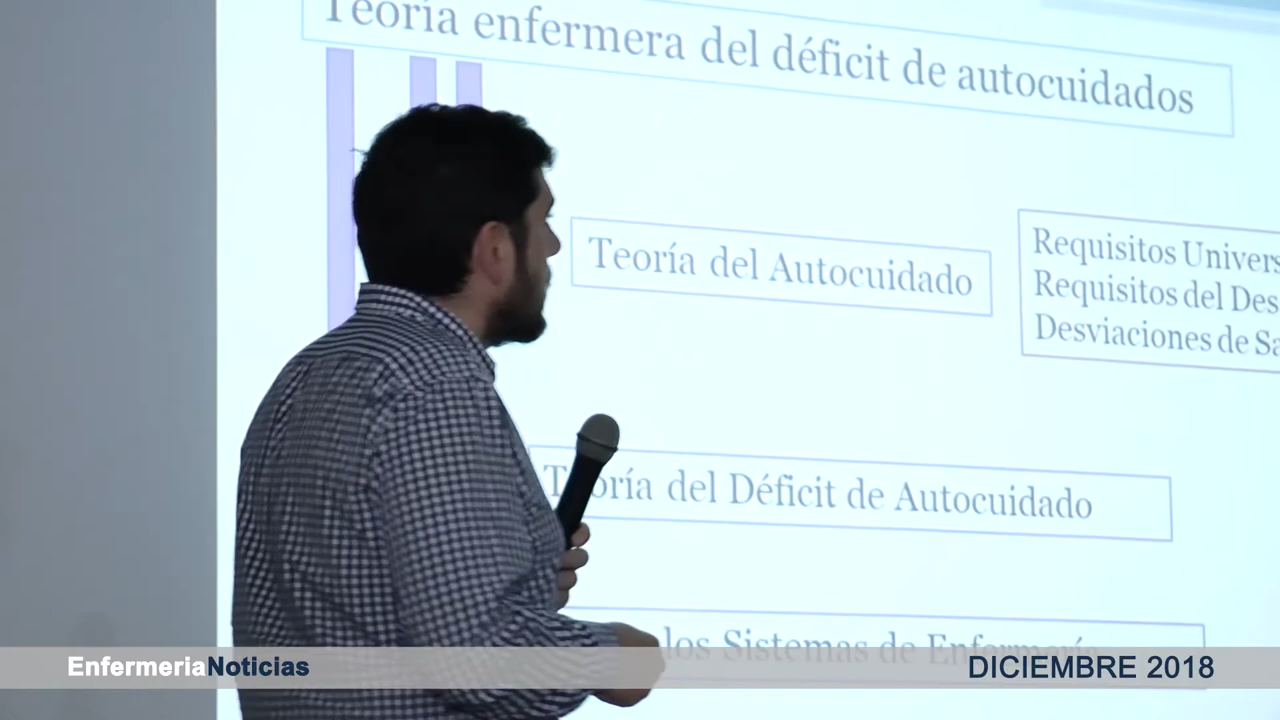 Teoría enfermera del déficit de autocuidados
Teoría del Autocuidado
Requisitos Univers
Requisitos del Des
Desviaciones de Sa
Teoría del Déficit de Autocuidado
los Sistemas de Enfermería
EnfermeriaNoticias
DICIEMBRE 2018